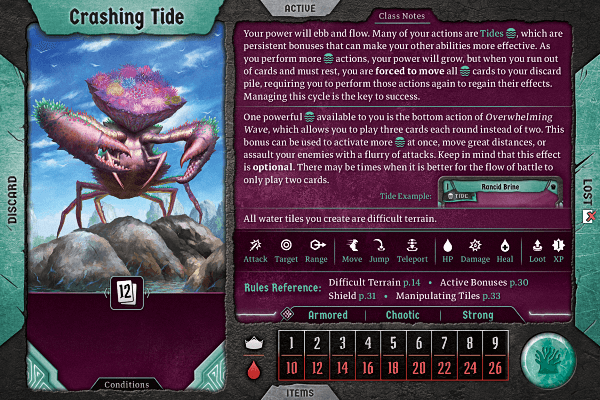 ACTIVE
Crashing Tide
Class Notes
Your power will ebb and flow. Many of your actions are Tides, which are
persistent bonuses that can make your other abilities more effective. As
you perform more actions, your power will grow, but when you run out
of cards and must rest, you are forced to move all cards to your discard
pile, requiring you to perform those actions again to regain their effects.
Managing this cycle is the key to success.
One powerful available to you is the bottom action of Overwhelming
Wave, which allows you to play three cards each round instead of two. This
bonus can be used to activate more at once, move great distances, or
assault your enemies with a flurry of attacks. Keep in mind that this effect
is optional. There may be times when it is better for the flow of battle to
only play two cards.
Tide Example:
Rancid Brine
TIDE
All water tiles you create are difficult terrain.
Attack Target Range Move Jump Teleport HP Damage Heal Loot XP
Rules Reference: Difficult Terrain p.14 • Active Bonuses p.30
Shield p.31 • Manipulating Tiles p.33
Armored | Chaotic | Strong
DISCARD
LOST
12
1 2 3 4 5 6 7 8 9
10 12 14 16 18 20 22 24 26
Conditions
ITEMS